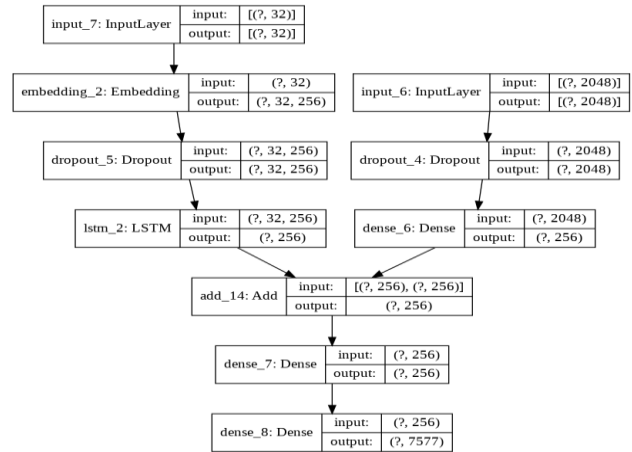 input_7: InputLayer input: [(?, 32)]
output: [(?, 32)]
embedding_2: Embedding input: (?, 32)
output: (?, 32, 256)
input_6: InputLayer input: [(?, 2048)]
output: [(?, 2048)]
dropout_5: Dropout input: (?, 32, 256)
output: (?, 32, 256)
dropout_4: Dropout input: (?, 2048)
output: (?, 2048)
lstm_2: LSTM input: (?, 32, 256)
output: (?, 256)
dense_6: Dense input: (?, 2048)
output: (?, 256)
add_14: Add input: [(?, 256), (?, 256)]
output: (?, 256)
dense_7: Dense input: (?, 256)
output: (?, 256)
dense_8: Dense input: (?, 256)
output: (?, 7577)